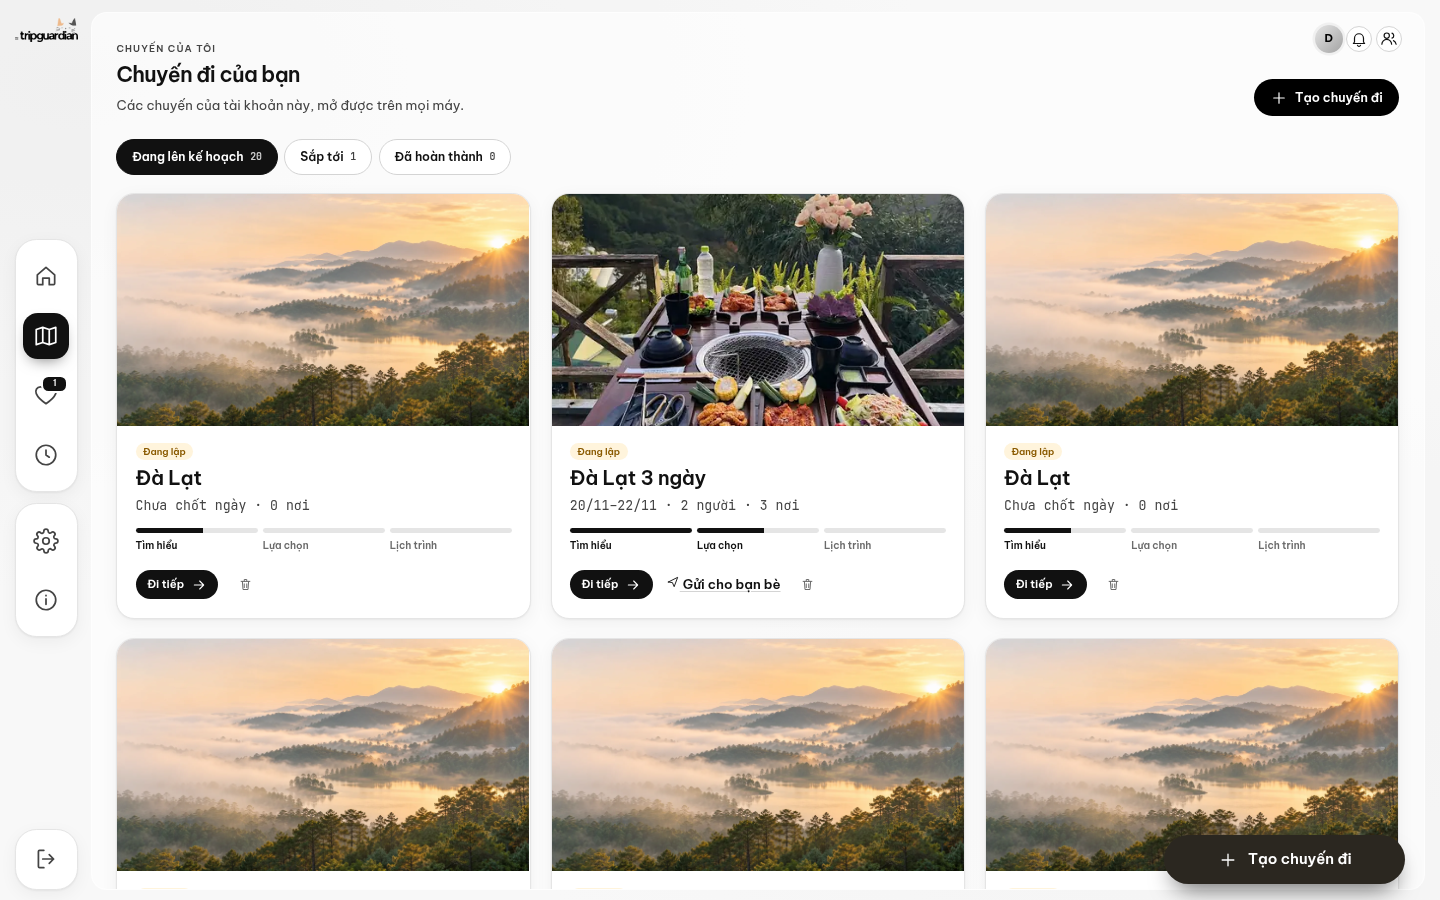 tripguardian
CHUYẾN CỦA TÔI
Chuyến đi của bạn
Các chuyến của tài khoản này, mở được trên mọi máy.
D
Tạo chuyến đi
Đang lên kế hoạch 20
Sắp tới 1
Đã hoàn thành 0
1
Đang lập
Đà Lạt
Chưa chốt ngày · 0 nơi
Tìm hiểu
Lựa chọn
Lịch trình
Đi tiếp
Đang lập
Đà Lạt 3 ngày
20/11–22/11 · 2 người · 3 nơi
Tìm hiểu
Lựa chọn
Lịch trình
Đi tiếp
Gửi cho bạn bè
Đang lập
Đà Lạt
Chưa chốt ngày · 0 nơi
Tìm hiểu
Lựa chọn
Lịch trình
Đi tiếp
Tạo chuyến đi